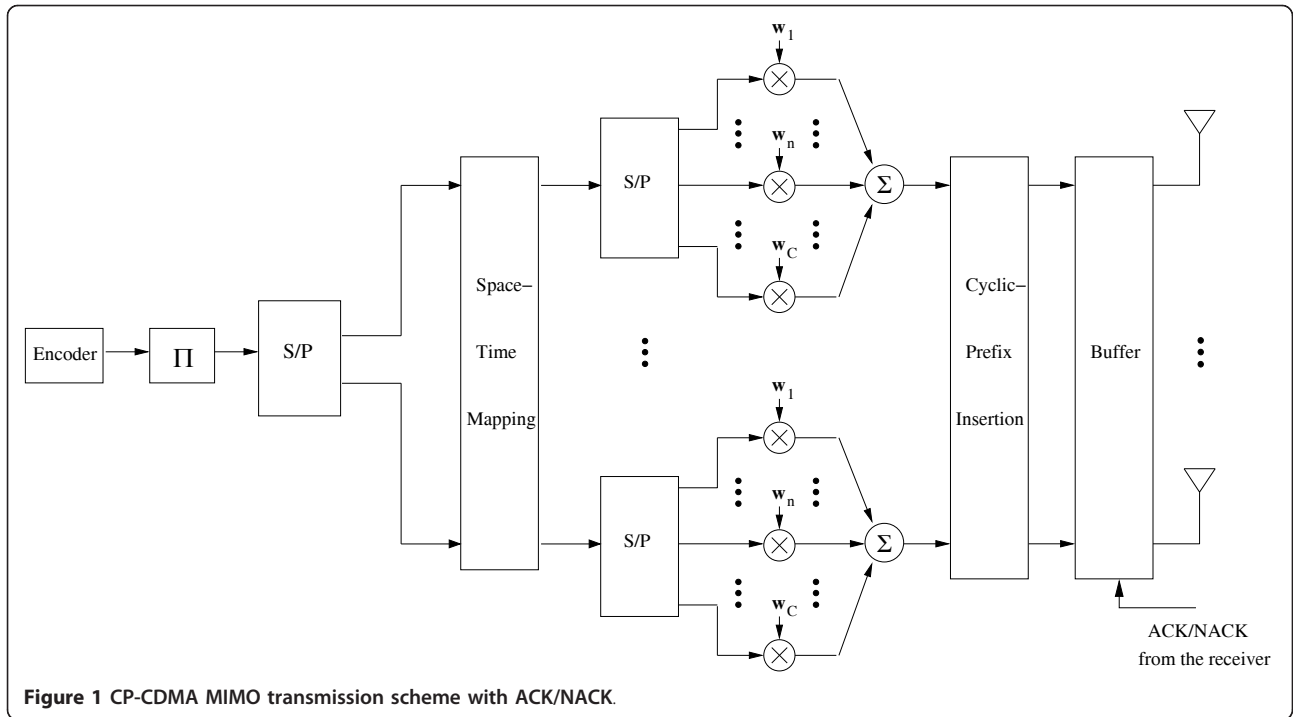 Encoder
Π
S/P
Space–
Time
Mapping
S/P
w1
wn
wC
Σ
S/P
w1
wn
wC
Σ
Cyclic–
Prefix
Insertion
Buffer
ACK/NACK
from the receiver
Figure 1 CP-CDMA MIMO transmission scheme with ACK/NACK.